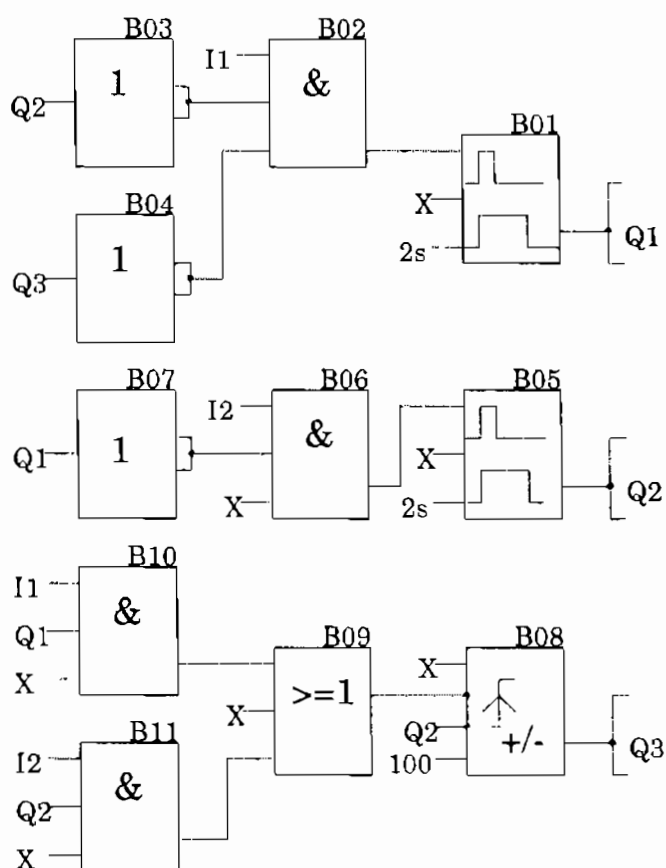 B03
B02
I1
1
&
Q2
B01
B04
X
1
Q1
2s
Q3
B07
B06
B05
I2
&
Q1
1
X
Q2
X
2s
B10
I1
&
Q1
B09
B08
X
X
>=1
X
B11
Q2
+/-
Q3
I2
100
&
Q2
X